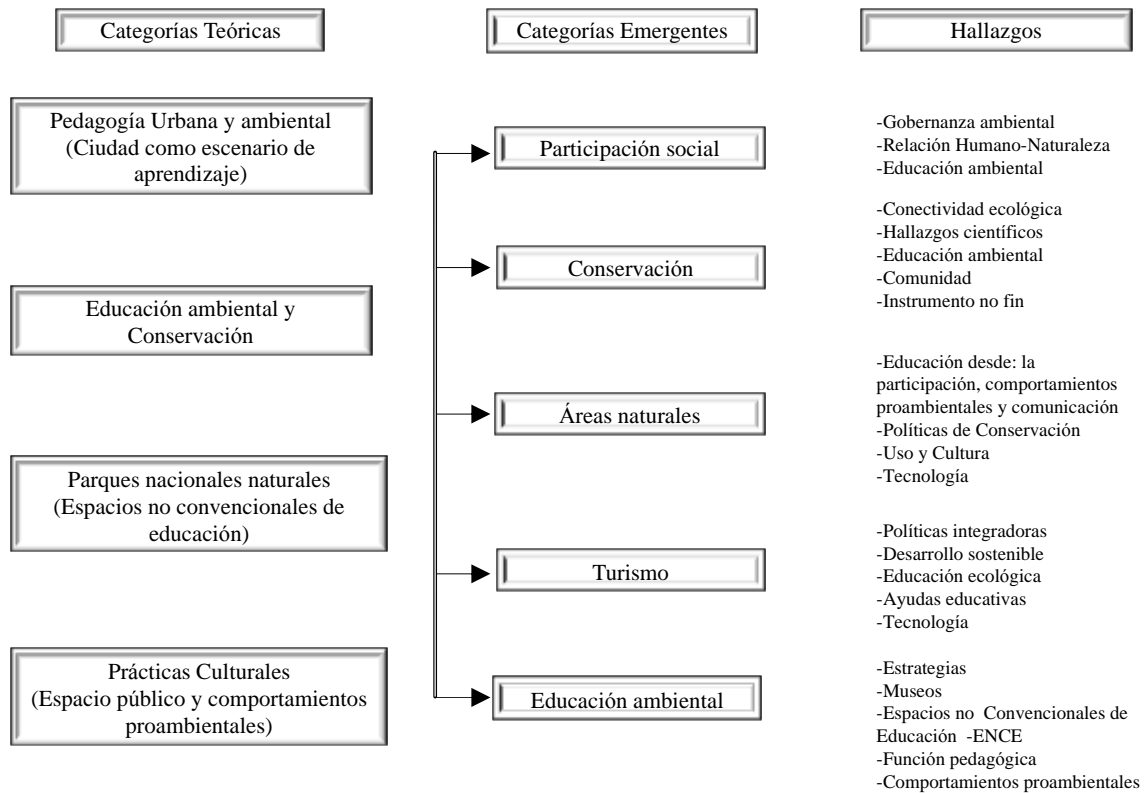 Categorías Teóricas
Categorías Emergentes
Hallazgos
Pedagogía Urbana y ambiental
(Ciudad como escenario de
aprendizaje)
Educación ambiental y
Conservación
Parques nacionales naturales
(Espacios no convencionales de
educación)
Prácticas Culturales
(Espacio público y comportamientos
proambientales)
Participación social
Conservación
Áreas naturales
Turismo
Educación ambiental
-Gobernanza ambiental
-Relación Humano-Naturaleza
-Educación ambiental
-Conectividad ecológica
-Hallazgos científicos
-Educación ambiental
-Comunidad
-Instrumento no fin
-Educación desde: la
participación, comportamientos
proambientales y comunicación
-Políticas de Conservación
-Uso y Cultura
-Tecnología
-Políticas integradoras
-Desarrollo sostenible
-Educación ecológica
-Ayudas educativas
-Tecnología
-Estrategias
-Museos
-Espacios no  Convencionales de
Educación  -ENCE
-Función pedagógica
-Comportamientos proambientales